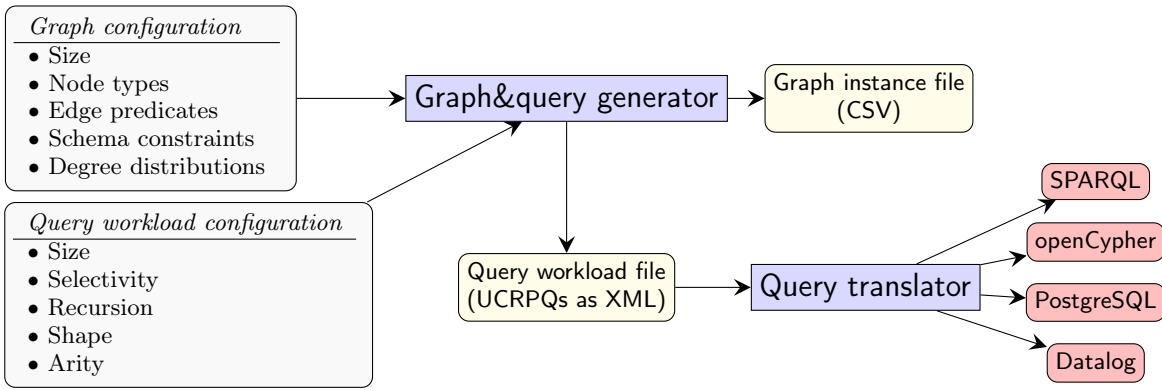 Graph configuration
• Size
• Node types
• Edge predicates
• Schema constraints
• Degree distributions
Query workload configuration
• Size
• Selectivity
• Recursion
• Shape
• Arity
Graph&query generator
Graph instance file
(CSV)
Query workload file
(UCRPQs as XML)
Query translator
SPARQL
openCypher
PostgreSQL
Datalog